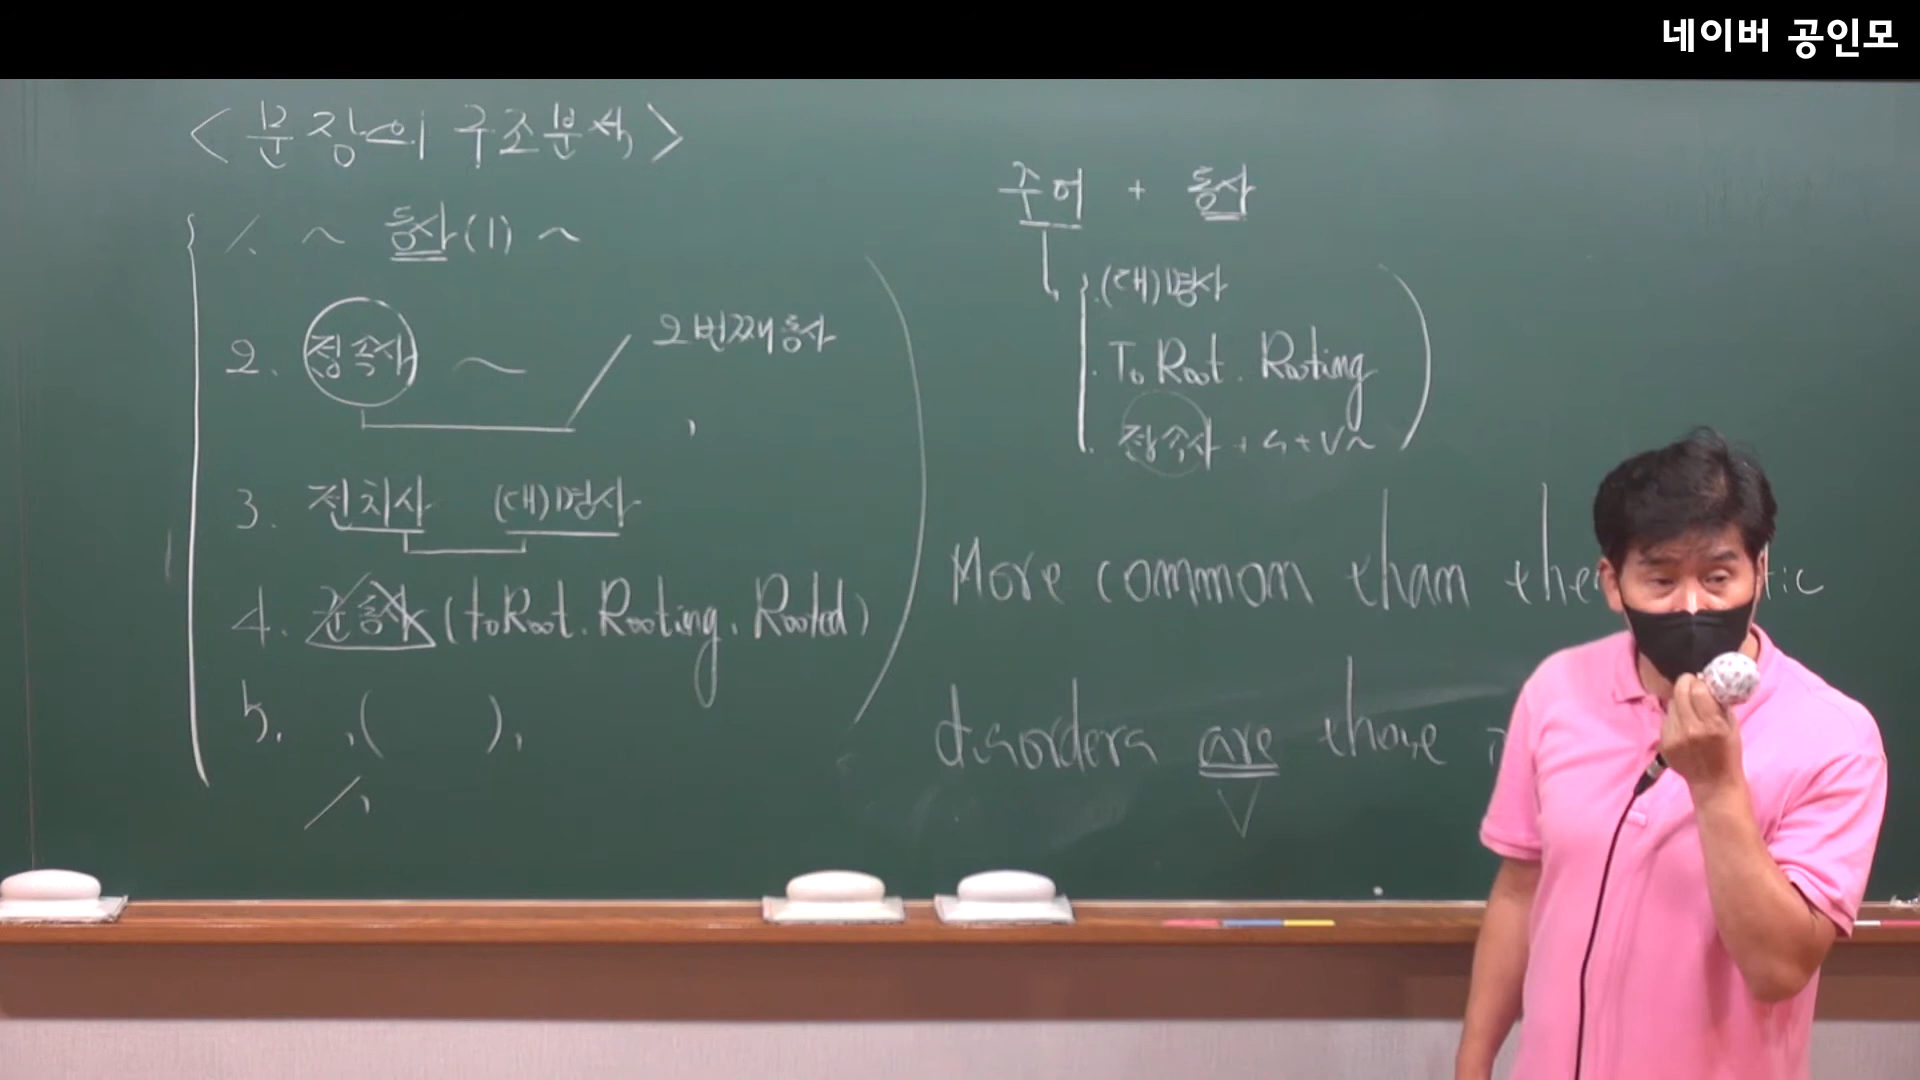 네이버 공인모
< 문장의 구조분석 >
1. ~ 동사(1) ~
2. 접속사 ~ 2번째 동사
,
3. 전치사 (대)명사
4. 준동사 (to Root. Rooting. Rooted)
5. ,( ),
,
주어 + 동사
(대)명사
To Root. Rooting
접속사 + S + V ~
More common than the tic
disorders are those
V